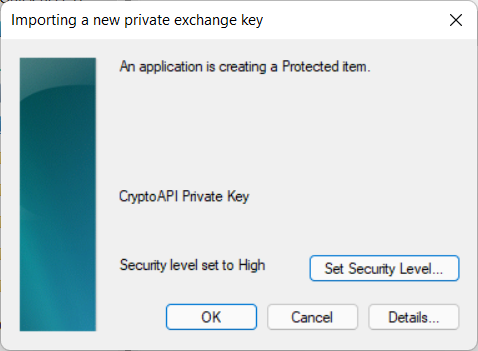 Importing a new private exchange key
An application is creating a Protected item.
CryptoAPI Private Key
Security level set to High
Set Security Level...
OK
Cancel
Details...